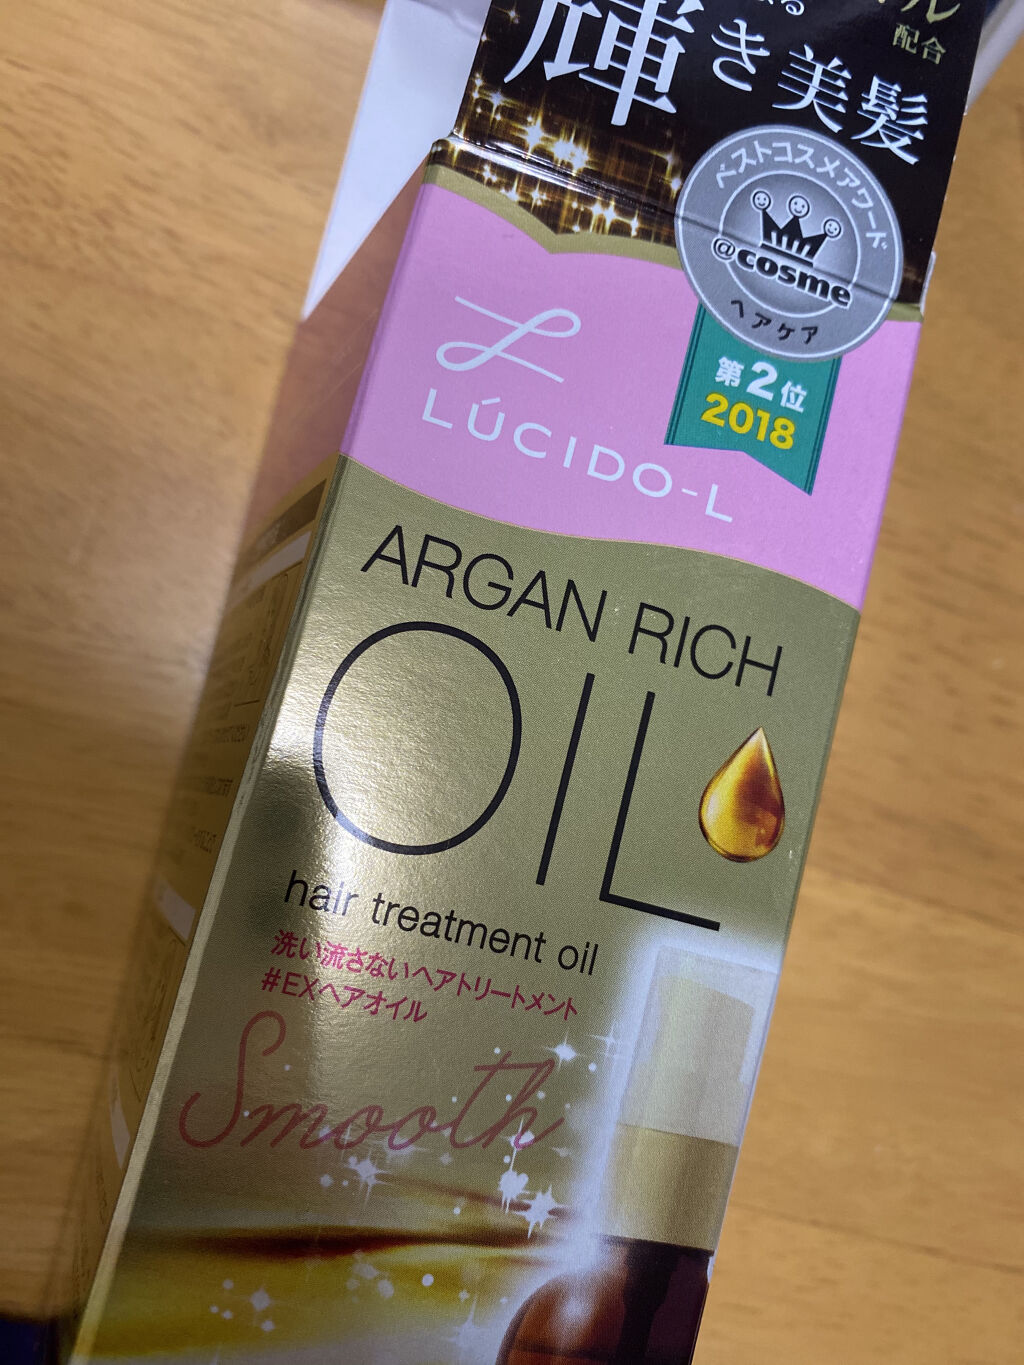 配合
輝き美髪
ベストコスメアワード
@cosme
ヘアケア
第2位
2018
LÚCIDO-L
ARGAN RICH
OIL
hair treatment oil
洗い流さないヘアトリートメント
#EXヘアオイル
Smooth